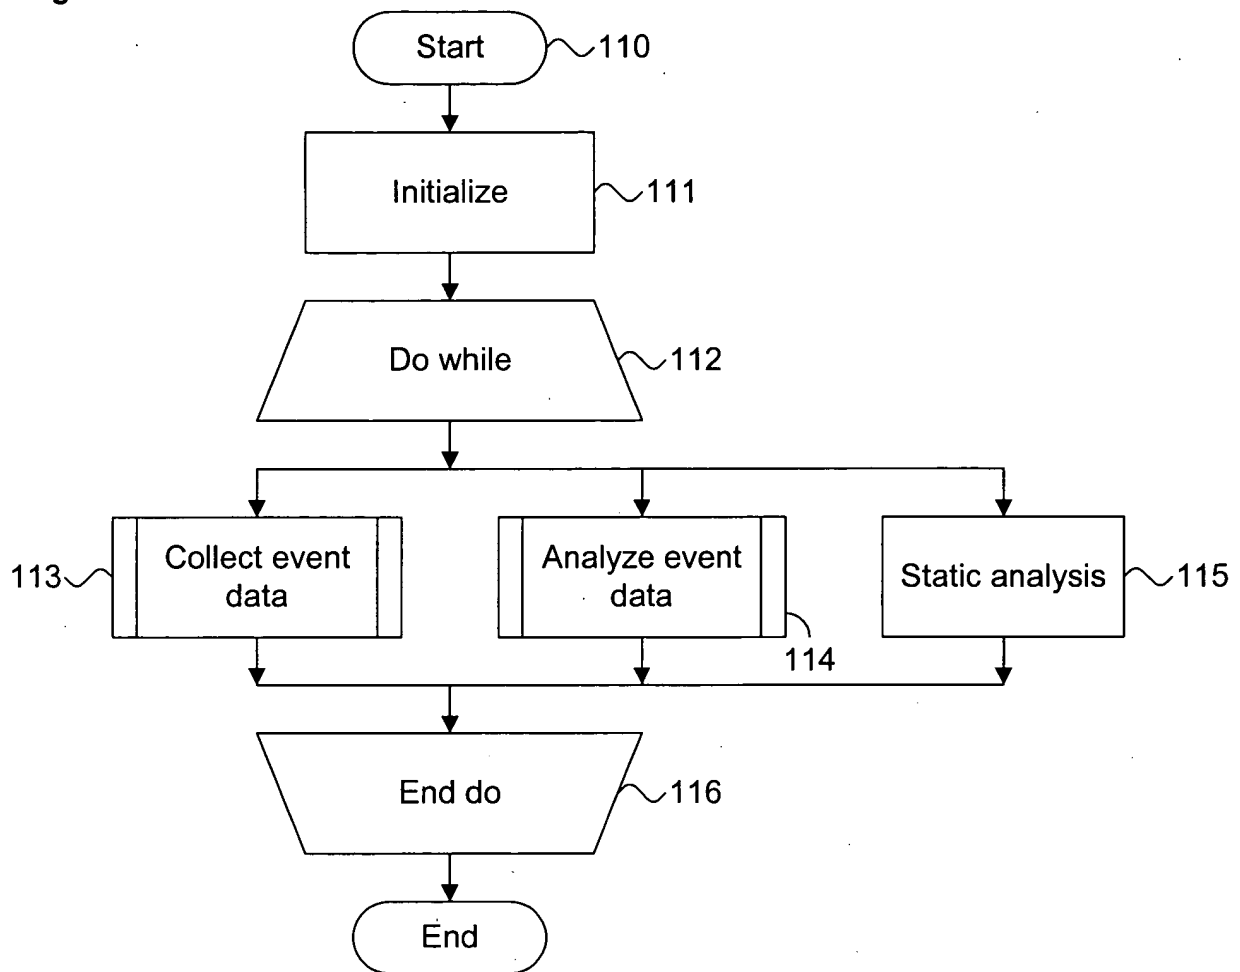 Start
110
Initialize
111
Do while
112
113
Collect event
data
Analyze event
data
114
Static analysis
115
End do
116
End